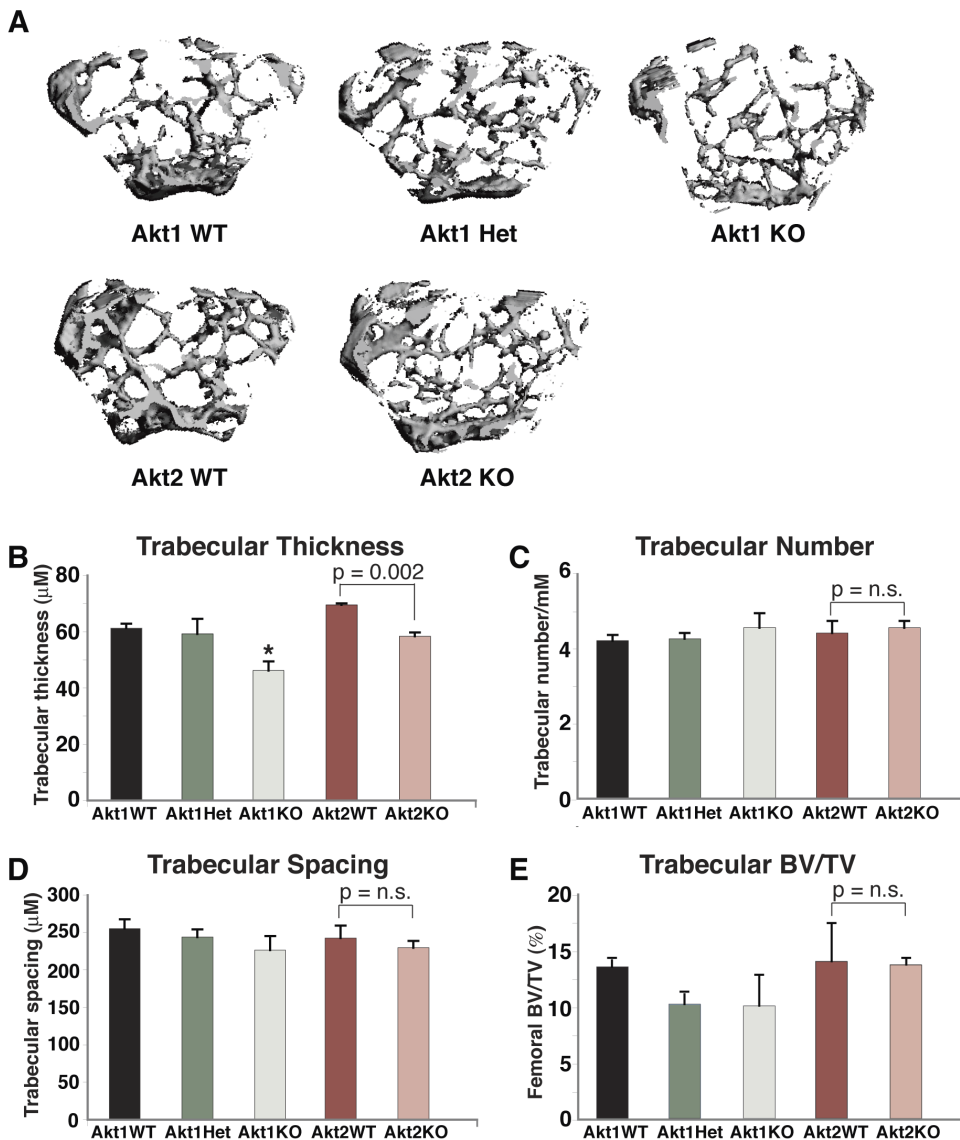 A
Akt1 WT
Akt1 Het
Akt1 KO
Akt2 WT
Akt2 KO
B
Trabecular Thickness
p = 0.002
Trabecular thickness (μM)
80
60
40
20
0
*
Akt1WT Akt1Het Akt1KO Akt2WT Akt2KO
C
Trabecular Number
p = n.s.
Trabecular number/mM
6
4
2
0
Akt1WT Akt1Het Akt1KO Akt2WT Akt2KO
D
Trabecular Spacing
p = n.s.
Trabecular spacing (μM)
300
250
200
150
100
50
0
Akt1WT Akt1Het Akt1KO Akt2WT Akt2KO
E
Trabecular BV/TV
p = n.s.
Femoral BV/TV (%)
20
15
10
5
0
Akt1WT Akt1Het Akt1KO Akt2WT Akt2KO